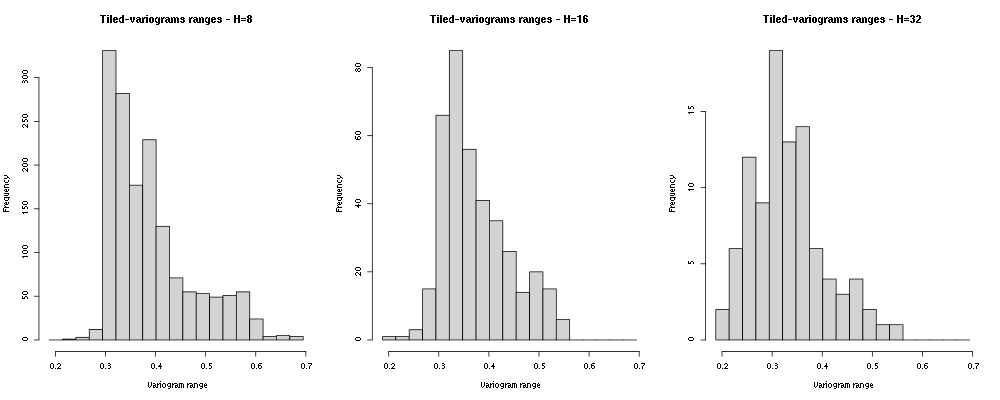 Tiled-variograms ranges - H=8
Frequency
300
250
200
150
100
50
0
0.2 0.3 0.4 0.5 0.6 0.7
Variogram range
Tiled-variograms ranges - H=16
Frequency
80
60
40
20
0
0.2 0.3 0.4 0.5 0.6 0.7
Variogram range
Tiled-variograms ranges - H=32
Frequency
15
10
5
0
0.2 0.3 0.4 0.5 0.6 0.7
Variogram range